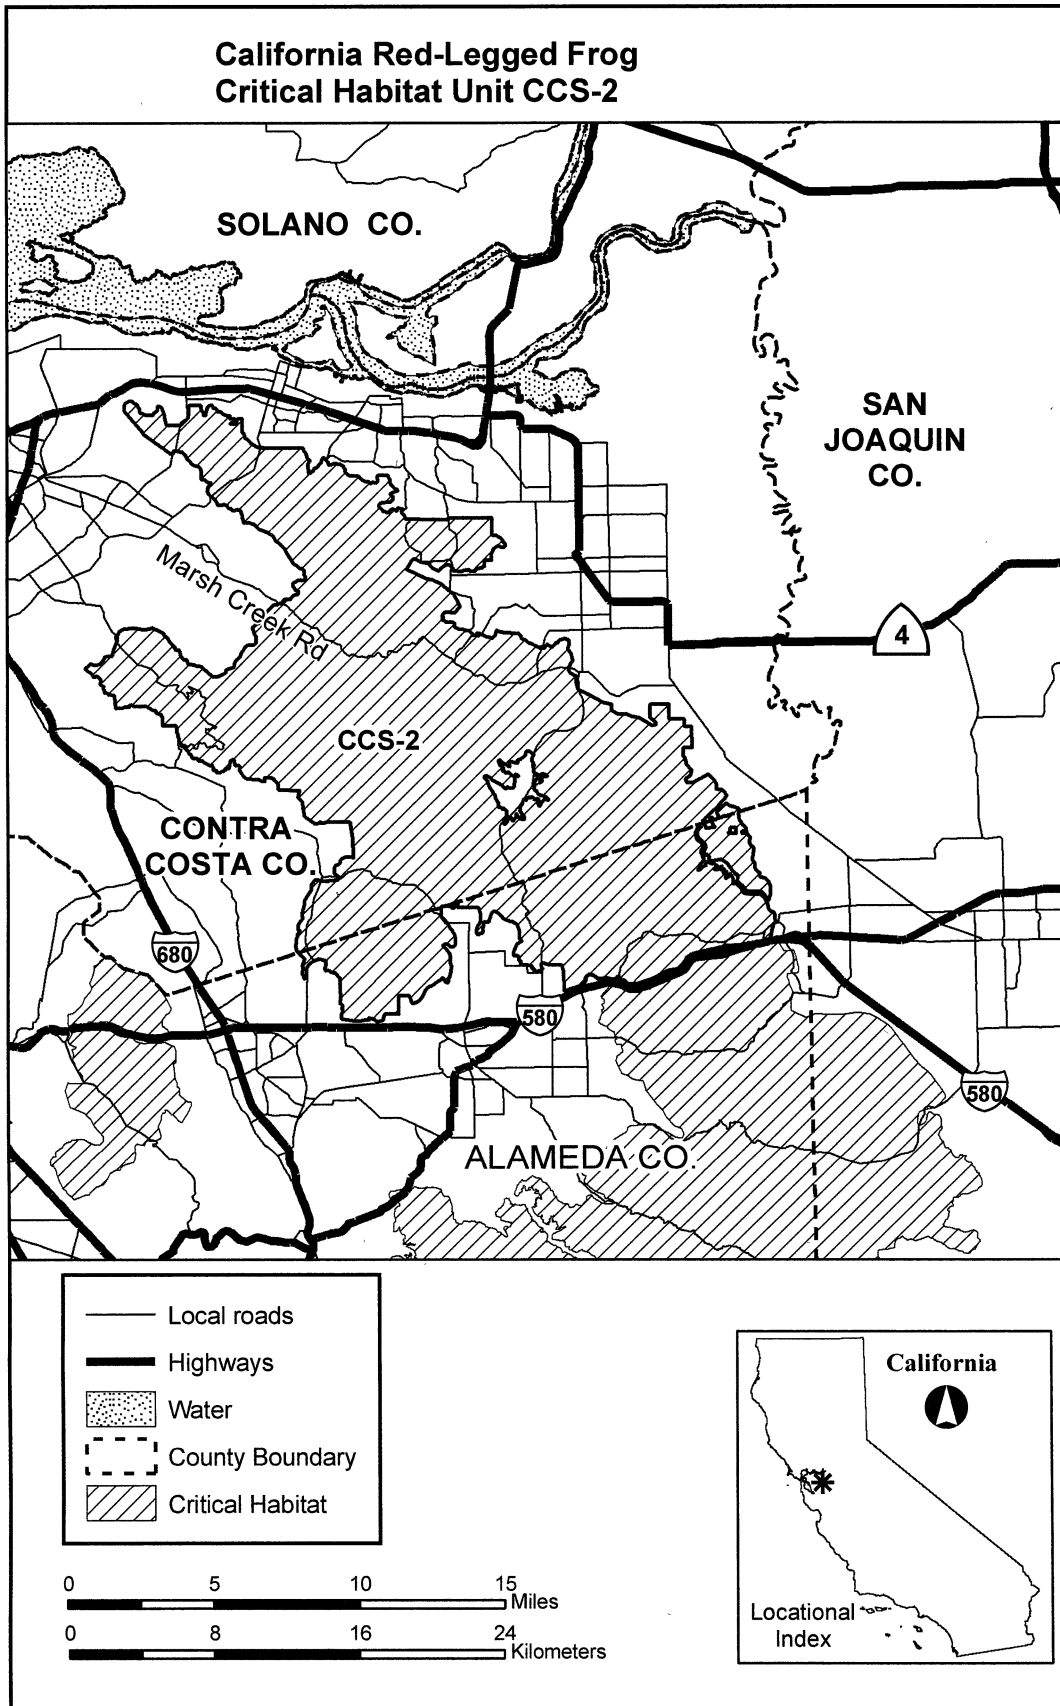 California Red-Legged Frog
Critical Habitat Unit CCS-2
SOLANO CO.
SAN
JOAQUIN
CO.
Marsh Creek Rd
4
CCS-2
CONTRA
COSTA CO.
680
580
580
ALAMEDA CO.
Local roads
Highways
Water
County Boundary
Critical Habitat
California
Locational
Index
0 5 10 15
Miles
0 8 16 24
Kilometers